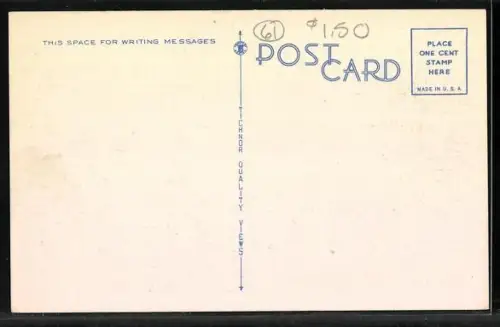 THIS SPACE FOR WRITING MESSAGES
61
$1.50
POST CARD
PLACE
ONE CENT
STAMP
HERE
MADE IN U.S.A.
TICHNOR QUALITY VIEWS